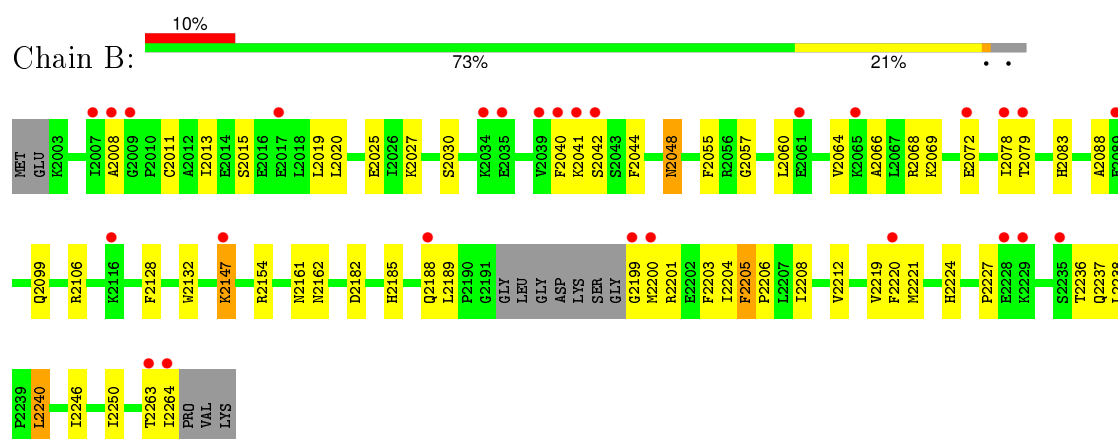 10%
Chain B:
73% 21% • •
MET GLU K2003 I2007 A2008 G2009 P2010 C2011 A2012 I2013 E2014 S2015 E2016 E2017 L2018 L2019 L2020 E2025 I2026 K2027 S2030 K2034 E2035 V2039 F2040 K2041 S2042 S2043 F2044 N2048 F2055 R2056 G2057 L2060 E2061 V2064 K2065 A2066 L2067 R2068 K2069 E2072 I2078 T2079 H2083 A2088
Q2099 R2106 K2116 F2128 W2132 K2147 R2154 N2161 N2162 D2182 H2185 Q2188 L2189 P2190 G2191 GLY LEU GLY ASP LYS SER GLY G2199 M2200 R2201 E2202 F2203 I2204 F2205 P2206 L2207 I2208 V2212 V2219 F2220 M2221 H2224 P2227 E2228 K2229 S2235 T2236 Q2237 L2238
P2239 L2240 I2246 I2250 T2263 I2264 PRO VAL LYS